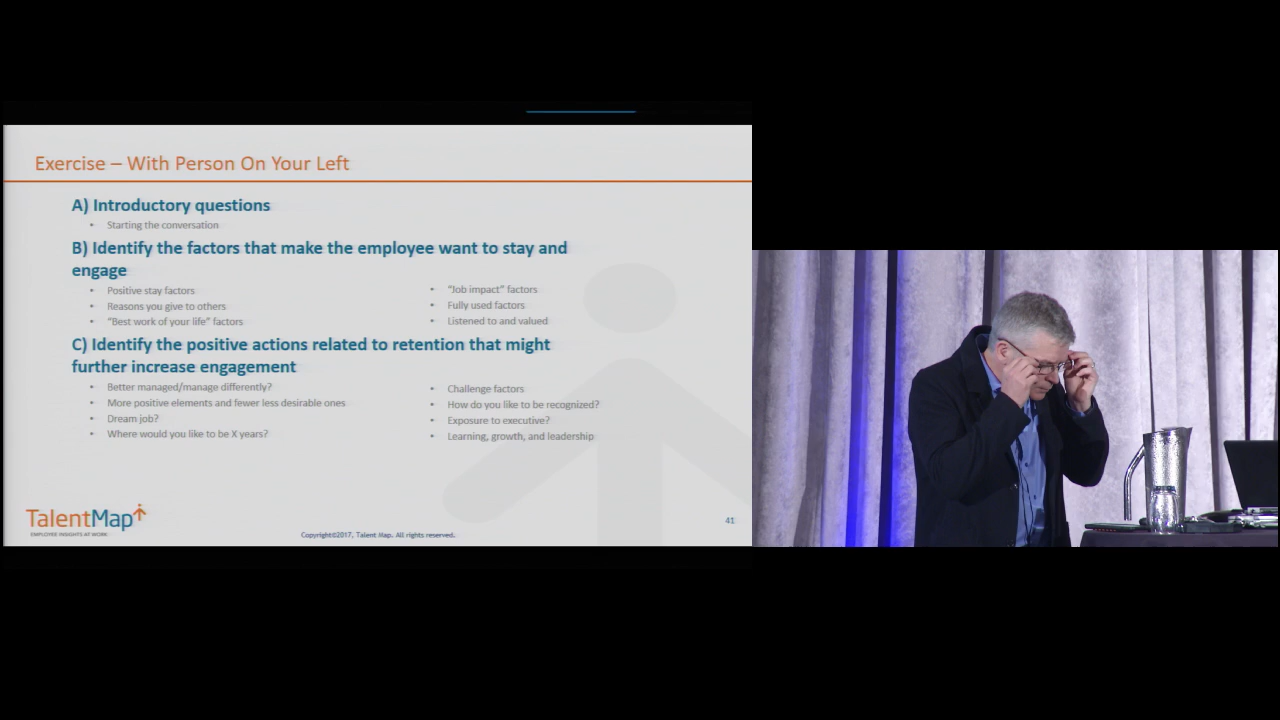 Exercise – With Person On Your Left
A) Introductory questions
• Starting the conversation
B) Identify the factors that make the employee want to stay and
engage
• Positive stay factors
• Reasons you give to others
• “Best work of your life” factors
• “Job impact” factors
• Fully used factors
• Listened to and valued
C) Identify the positive actions related to retention that might
further increase engagement
• Better managed/manage differently?
• More positive elements and fewer less desirable ones
• Dream job?
• Where would you like to be X years?
• Challenge factors
• How do you like to be recognized?
• Exposure to executive?
• Learning, growth, and leadership
TalentMap
EMPLOYEE INSIGHTS AT WORK
Copyright©2017, Talent Map. All rights reserved.
41